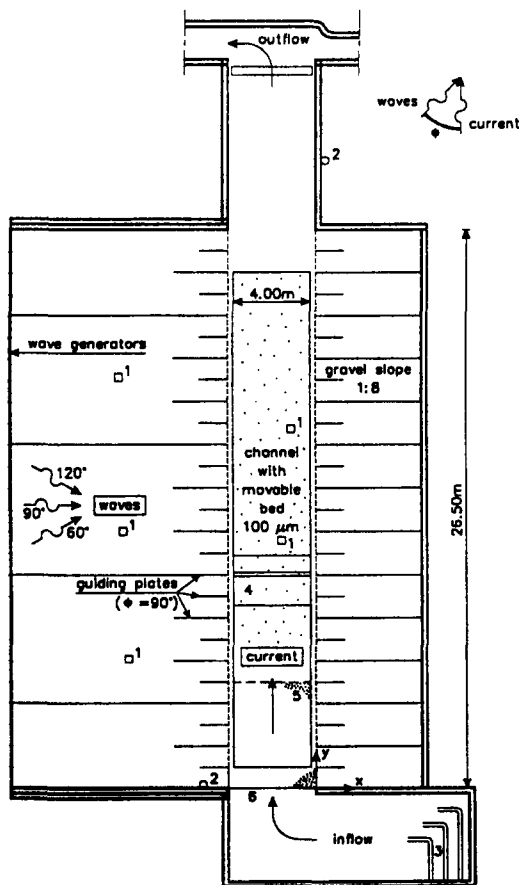 outflow
waves
current
ϕ
2
4.00m
wave generators
1
gravel slope
1:8
1
channel
with
movable
bed
100 μm
120°
90°
60°
waves
1
1
26.50m
guiding plates
(ϕ = 90°)
4
1
current
5
y
2
6
x
inflow
3